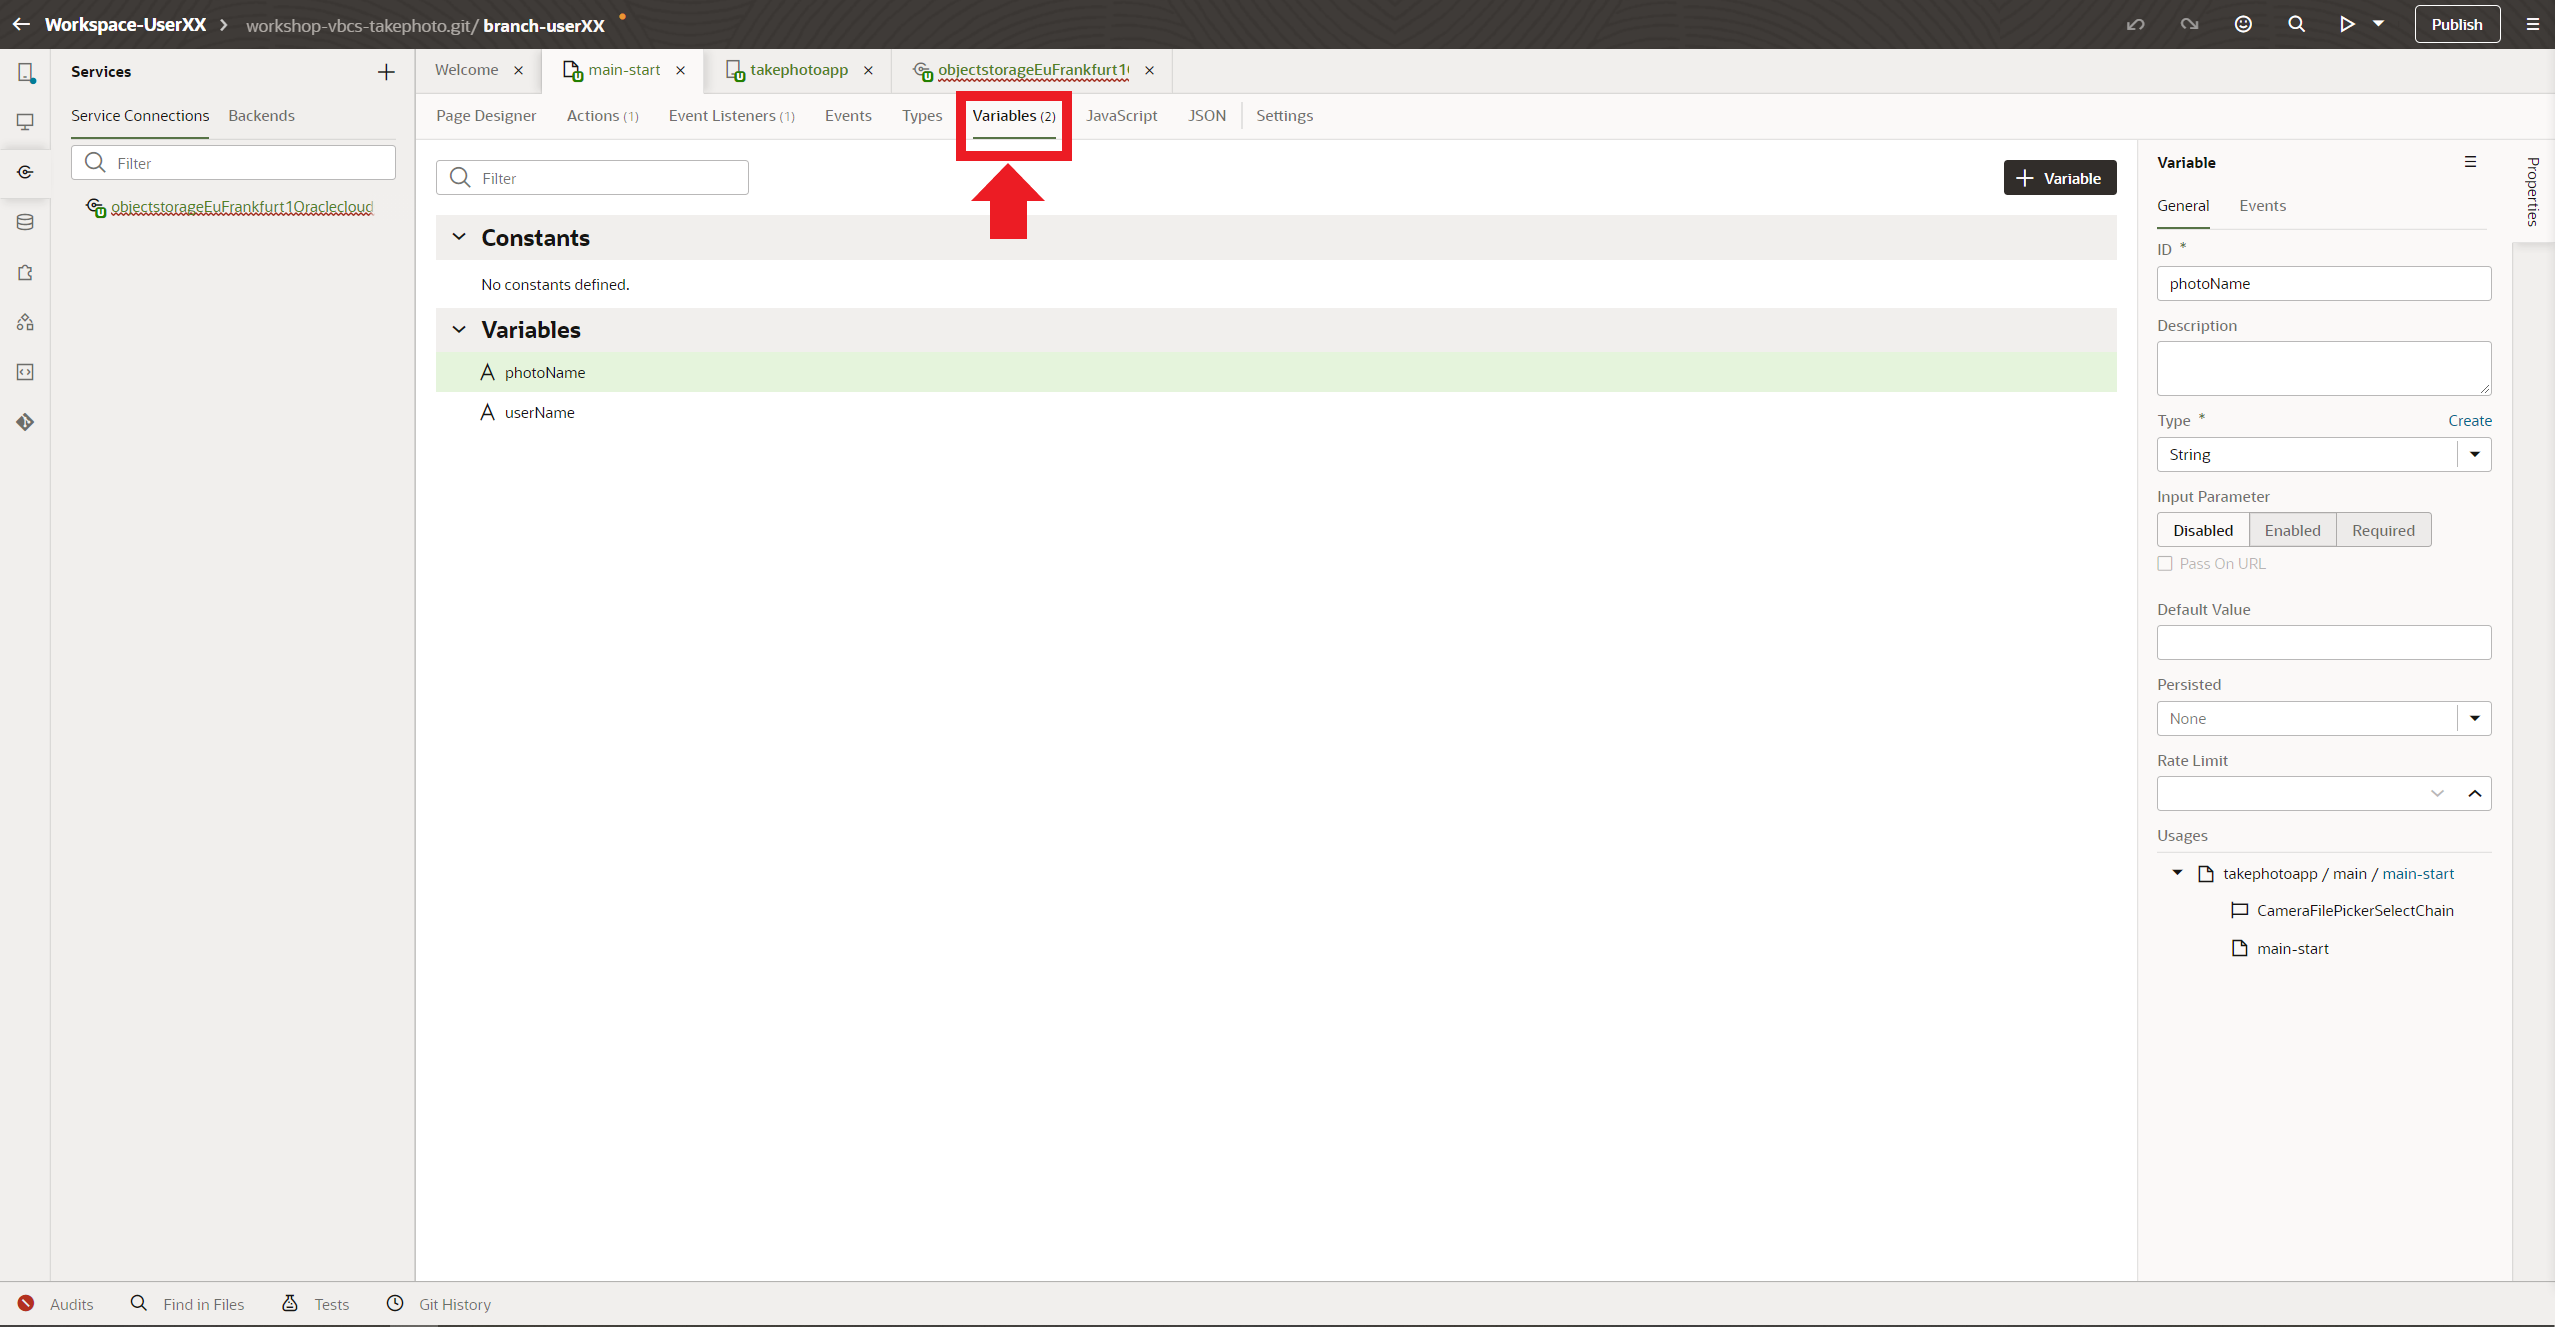 Workspace-UserXX > workshop-vbcs-takephoto.git/ branch-userXX
Publish
Services
Service Connections
Backends
Filter
objectstorageEuFrankfurt1Oraclecloud
Welcome
main-start
takephotoapp
objectstorageEuFrankfurt1
Page Designer
Actions (1)
Event Listeners (1)
Events
Types
Variables (2)
JavaScript
JSON
Settings
Filter
+ Variable
Constants
No constants defined.
Variables
A photoName
A userName
Variable
Properties
General
Events
ID *
photoName
Description
Type *
Create
String
Input Parameter
Disabled
Enabled
Required
Pass On URL
Default Value
Persisted
None
Rate Limit
Usages
takephotoapp / main / main-start
CameraFilePickerSelectChain
main-start
Audits
Find in Files
Tests
Git History